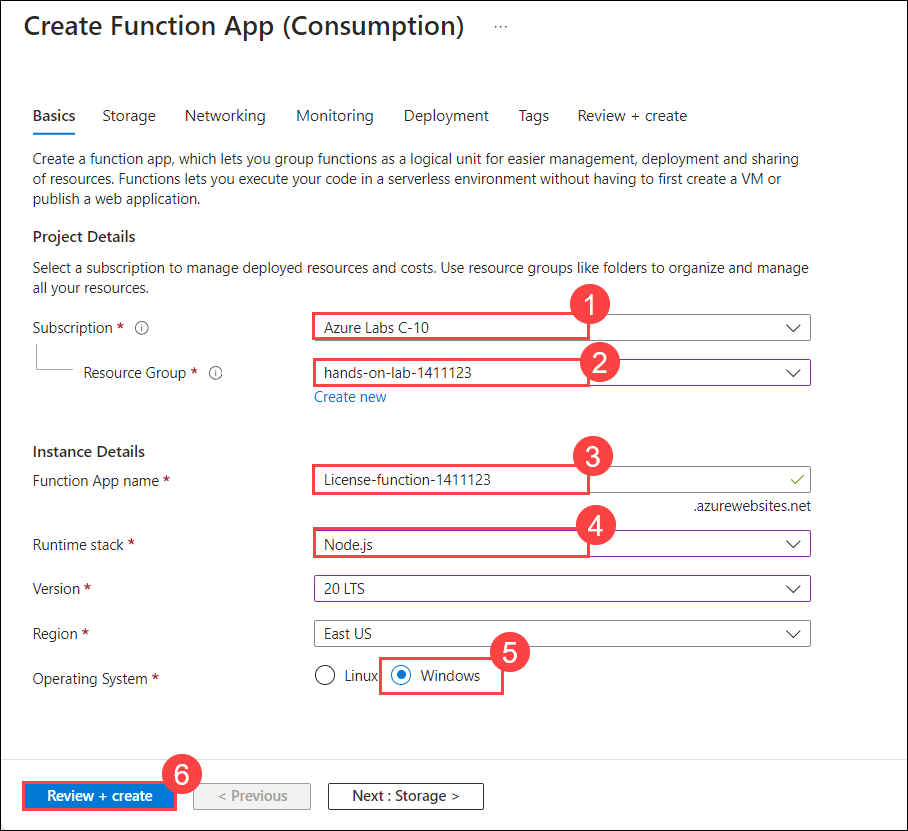 Create Function App (Consumption) ...
Basics Storage Networking Monitoring Deployment Tags Review + create
Create a function app, which lets you group functions as a logical unit for easier management, deployment and sharing
of resources. Functions lets you execute your code in a serverless environment without having to first create a VM or
publish a web application.
Project Details
Select a subscription to manage deployed resources and costs. Use resource groups like folders to organize and manage
all your resources.
1
Subscription * Azure Labs C-10
2
Resource Group * hands-on-lab-1411123
Create new
Instance Details
3
Function App name * License-function-1411123
.azurewebsites.net
4
Runtime stack * Node.js
Version * 20 LTS
Region * East US
5
Operating System * Linux Windows
6
Review + create < Previous Next : Storage >